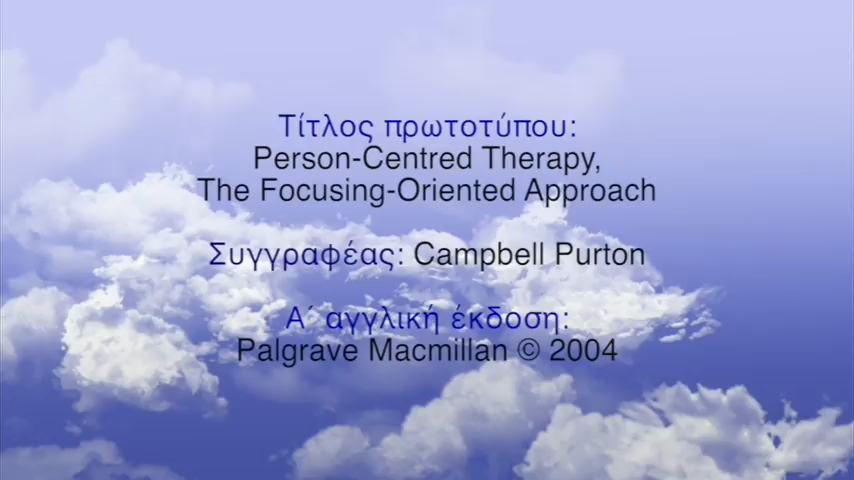 Τίτλος πρωτοτύπου:
Person-Centred Therapy,
The Focusing-Oriented Approach
Συγγραφέας: Campbell Purton
Α΄ αγγλική έκδοση:
Palgrave Macmillan © 2004